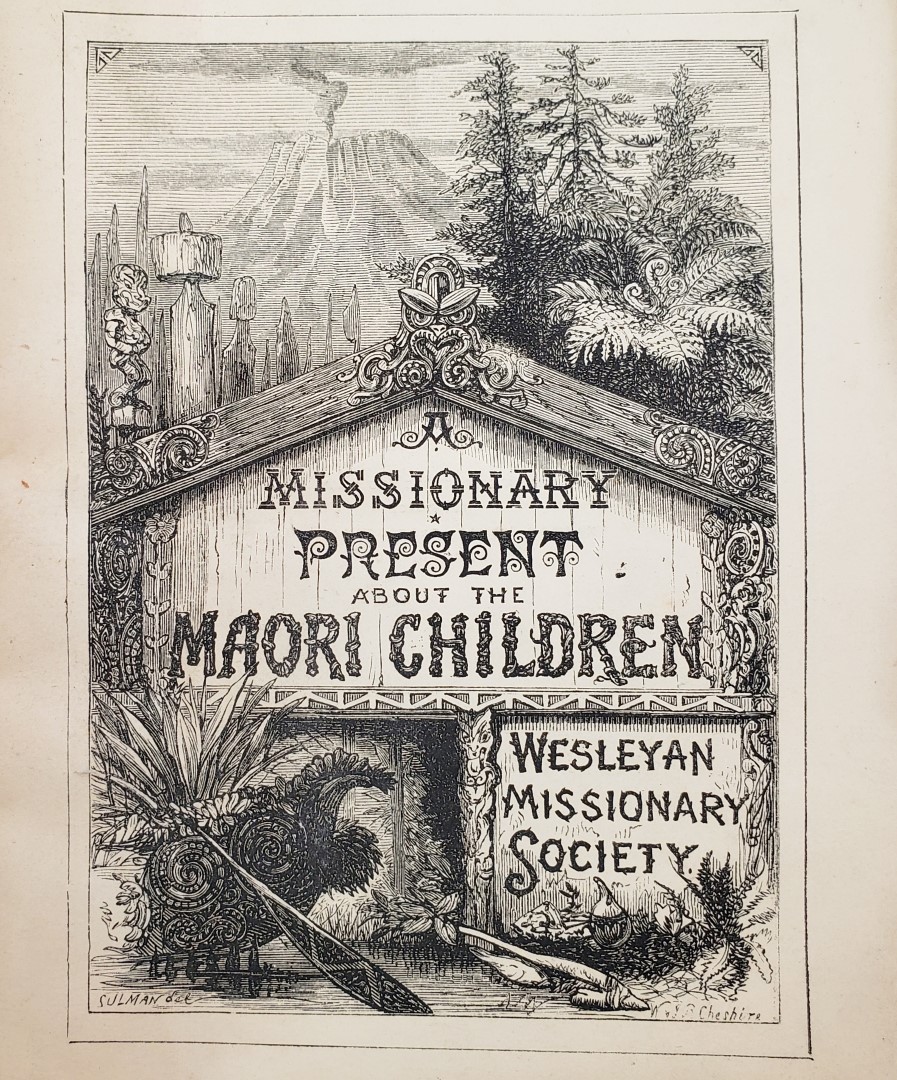 A
MISSIONARY
PRESENT
ABOUT THE
MAORI CHILDREN
WESLEYAN
MISSIONARY
SOCIETY.
SULMAN del
Cheshire